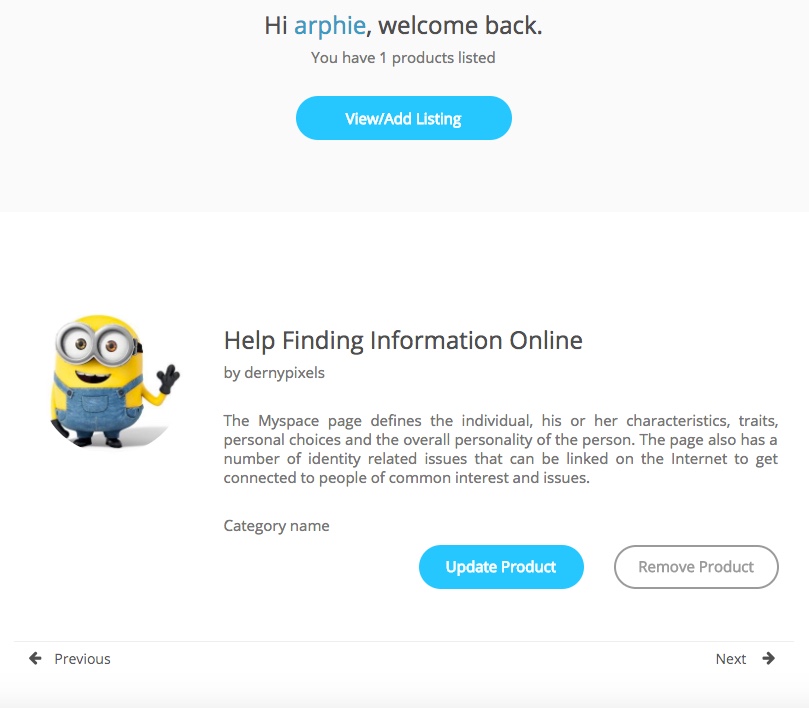 Hi arphie, welcome back.
You have 1 products listed
View/Add Listing
Help Finding Information Online
by dernypixels
The Myspace page defines the individual, his or her characteristics, traits,
personal choices and the overall personality of the person. The page also has a
number of identity related issues that can be linked on the Internet to get
connected to people of common interest and issues.
Category name
Update Product
Remove Product
Previous
Next